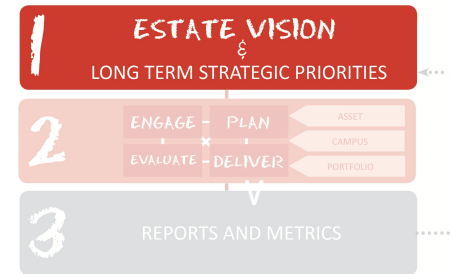 1
ESTATE VISION
&
LONG TERM STRATEGIC PRIORITIES
2
ENGAGE
PLAN
ASSET
CAMPUS
EVALUATE
DELIVER
PORTFOLIO
3
REPORTS AND METRICS